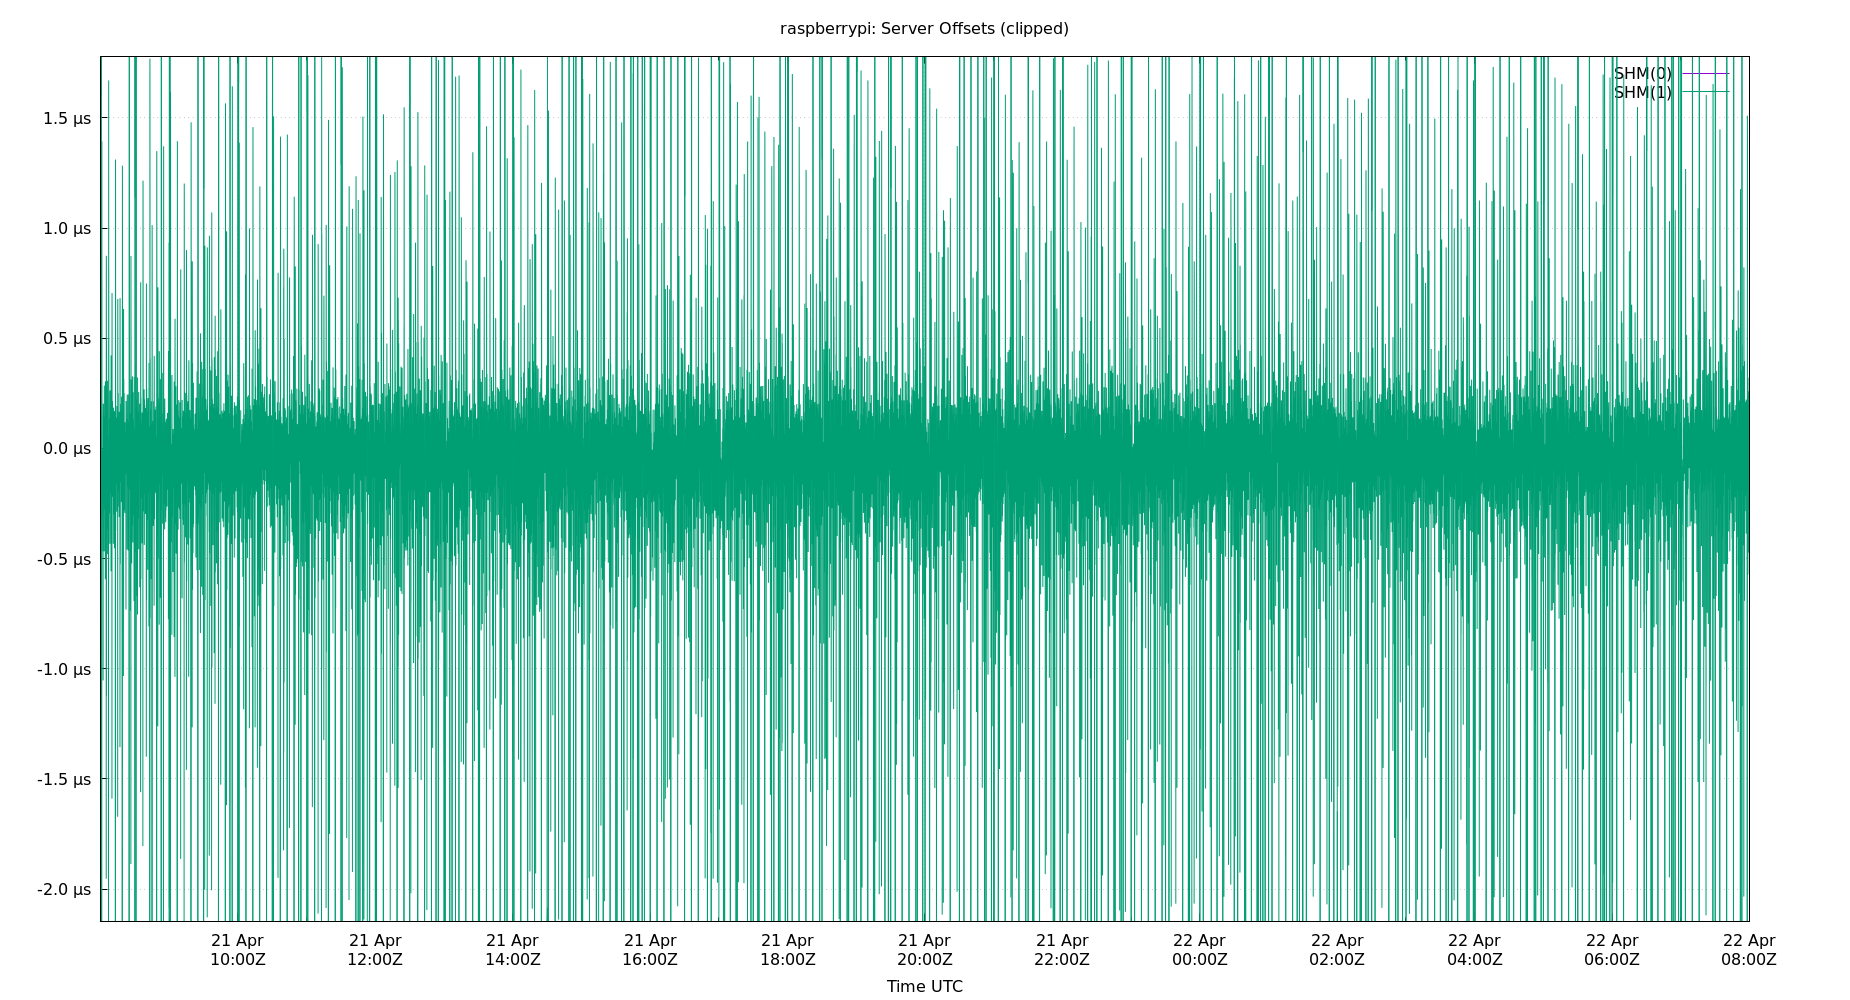 raspberrypi: Server Offsets (clipped)
SHM(0)
SHM(1)
1.5 µs
1.0 µs
0.5 µs
0.0 µs
-0.5 µs
-1.0 µs
-1.5 µs
-2.0 µs
21 Apr 21 Apr 21 Apr 21 Apr 21 Apr 21 Apr 21 Apr 22 Apr 22 Apr 22 Apr 22 Apr 22 Apr
10:00Z 12:00Z 14:00Z 16:00Z 18:00Z 20:00Z 22:00Z 00:00Z 02:00Z 04:00Z 06:00Z 08:00Z
Time UTC